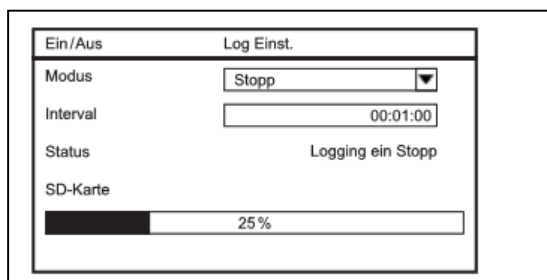 Ein/Aus Log Einst.
Modus Stopp
Interval 00:01:00
Status Logging ein Stopp
SD-Karte
25%